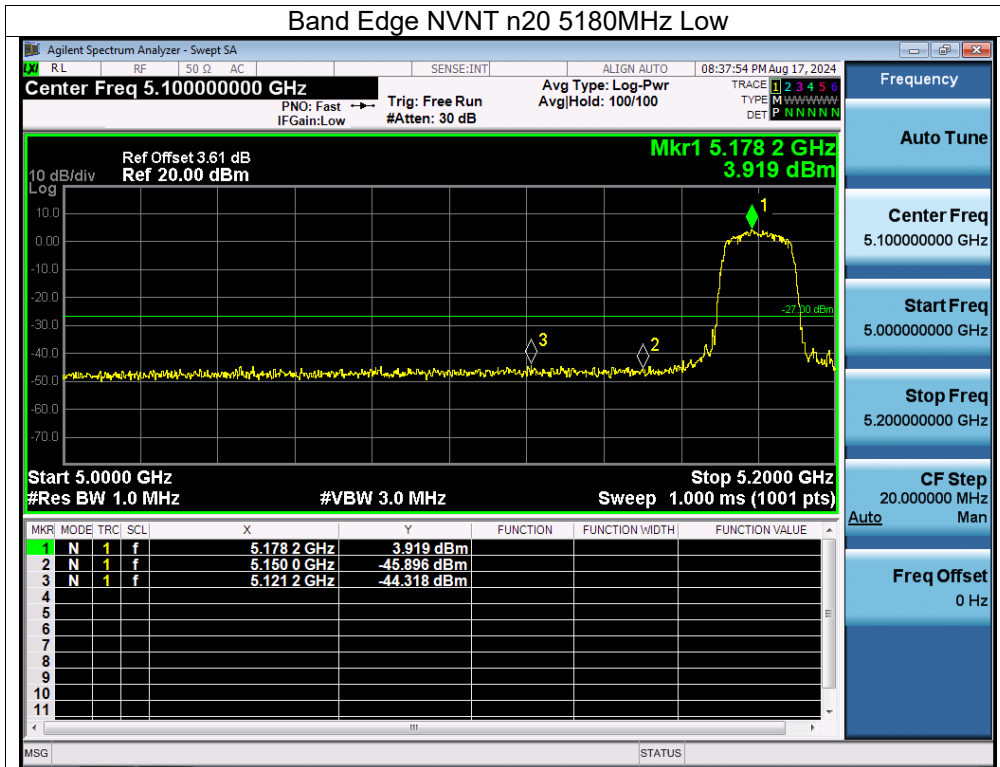 Band Edge NVNT n20 5180MHz Low
Agilent Spectrum Analyzer - Swept SA
LXI RL RF 50 Ω AC SENSE:INT ALIGN AUTO 08:37:54 PM Aug 17, 2024
Center Freq 5.100000000 GHz
PNO: Fast
IFGain:Low
Trig: Free Run
#Atten: 30 dB
Avg Type: Log-Pwr
Avg|Hold: 100/100
TRACE 1 2 3 4 5 6
TYPE M WWWWW
DET P N N N N N
Frequency
Auto Tune
Center Freq
5.100000000 GHz
Start Freq
5.000000000 GHz
Stop Freq
5.200000000 GHz
CF Step
20.000000 MHz
Auto Man
Freq Offset
0 Hz
Mkr1 5.178 2 GHz
3.919 dBm
Ref Offset 3.61 dB
10 dB/div Ref 20.00 dBm
Log
10.0
0.00
-10.0
-20.0
-30.0
-40.0
-50.0
-60.0
-70.0
1
-27.00 dBm
3
2
Start 5.0000 GHz Stop 5.2000 GHz
#Res BW 1.0 MHz #VBW 3.0 MHz Sweep 1.000 ms (1001 pts)
MKR MODE TRC SCL X Y FUNCTION FUNCTION WIDTH FUNCTION VALUE
1 N 1 f 5.178 2 GHz 3.919 dBm
2 N 1 f 5.150 0 GHz -45.896 dBm
3 N 1 f 5.121 2 GHz -44.318 dBm
4
5
6
7
8
9
10
11
MSG STATUS